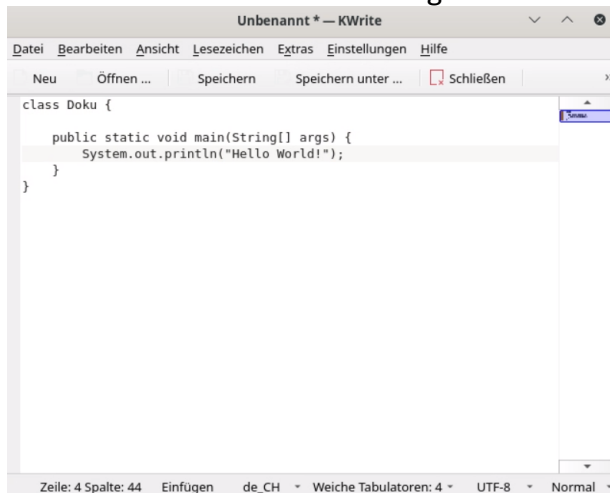 Unbenannt * — KWrite
Datei Bearbeiten Ansicht Lesezeichen Extras Einstellungen Hilfe
Neu Öffnen ... Speichern Speichern unter ... Schließen »
class Doku {
    public static void main(String[] args) {
        System.out.println("Hello World!");
    }
}
Zeile: 4 Spalte: 44 Einfügen de_CH Weiche Tabulatoren: 4 UTF-8 Normal